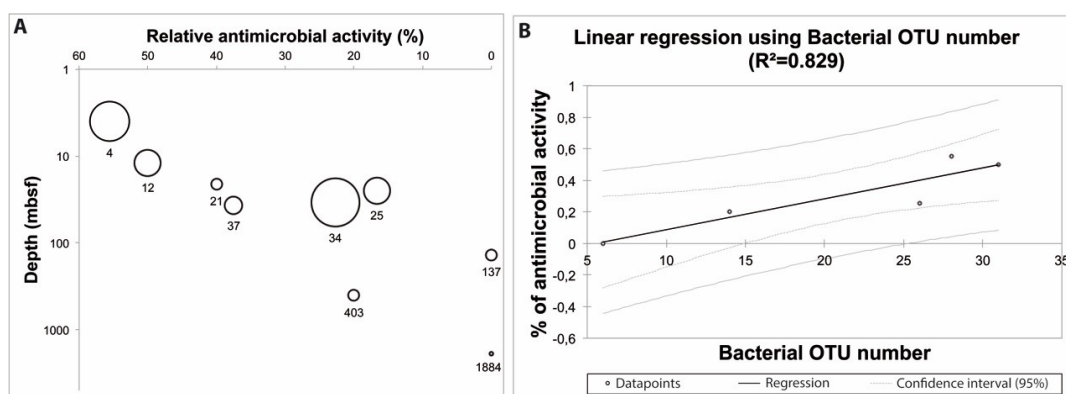 A
Relative antimicrobial activity (%)
60 50 40 30 20 10 0
1
10
100
1000
Depth (mbsf)
4
12
21
37
34
25
137
403
1884
B
Linear regression using Bacterial OTU number
(R²=0.829)
1
0,8
0,6
0,4
0,2
0
-0,2
-0,4
-0,6
% of antimicrobial activity
5 10 15 20 25 30 35
Bacterial OTU number
Datapoints Regression Confidence interval (95%)